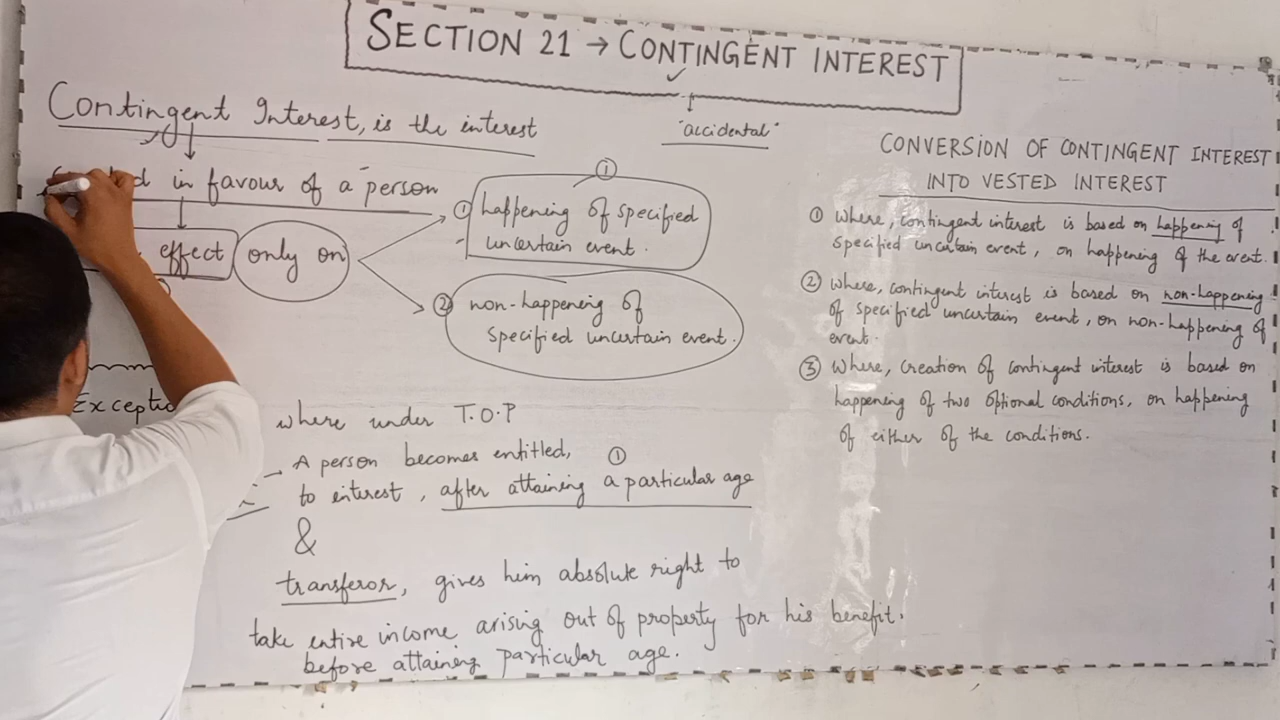 SECTION 21 → CONTINGENT INTEREST
"accidental"
Contingent Interest, is the interest
in favour of a person
effect only on
① happening of specified
uncertain event.
①
② non-happening of
specified uncertain event.
Exceptio
where under T.O.P
A person becomes entitled, ①
to interest, after attaining a particular age
&
transferor, gives him absolute right to
take entire income arising out of property for his benefit.
before attaining particular age.
CONVERSION OF CONTINGENT INTEREST
INTO VESTED INTEREST
① Where, contingent interest is based on happening of
specified uncertain event, on happening of the event.
② Where, contingent interest is based on non-happening
of specified uncertain event, on non-happening of
event.
③ Where, creation of contingent interest is based on
happening of two optional conditions, on happening
of either of the conditions.